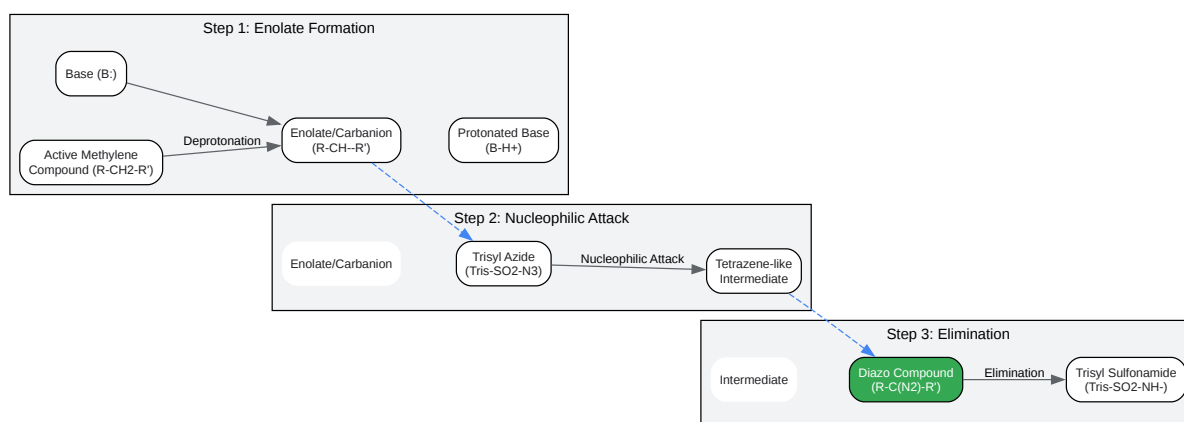 Step 1: Enolate Formation
Base (B:)
Deprotonation
Enolate/Carbanion
(R-CH--R')
Protonated Base
(B-H+)
Active Methylene
Compound (R-CH2-R')
Step 2: Nucleophilic Attack
Enolate/Carbanion
Trisyl Azide
(Tris-SO2-N3)
Nucleophilic Attack
Tetrazene-like
Intermediate
Step 3: Elimination
Intermediate
Diazo Compound
(R-C(N2)-R')
Elimination
Trisyl Sulfonamide
(Tris-SO2-NH-)